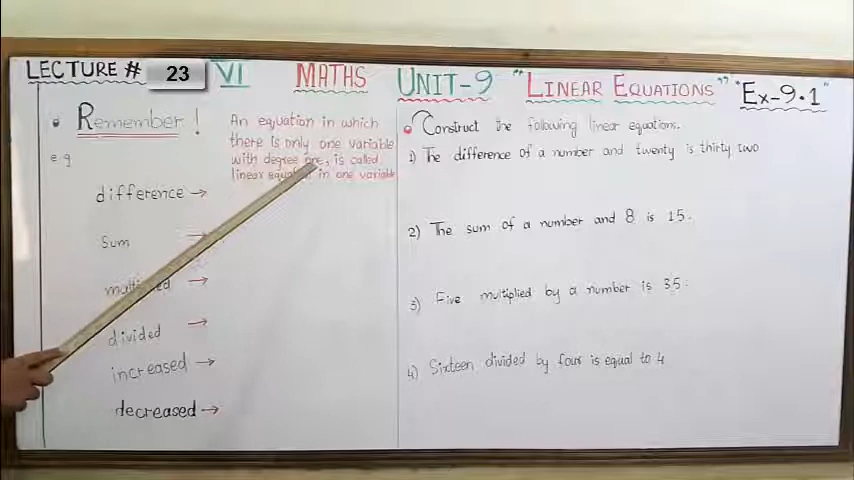 LECTURE # 23 VI MATHS UNIT-9 "LINEAR EQUATIONS" "Ex-9.1"
• Remember!
e.g
An equation in which
there is only one variable
with degree one, is called
linear in one variable
difference →
Sum →
→
divided →
increased →
decreased →
• Construct the following linear equations.
1) The difference of a number and twenty is thirty two
2) The sum of a number and 8 is 15.
3) Five multiplied by a number is 35.
4) Sixteen divided by four is equal to 4